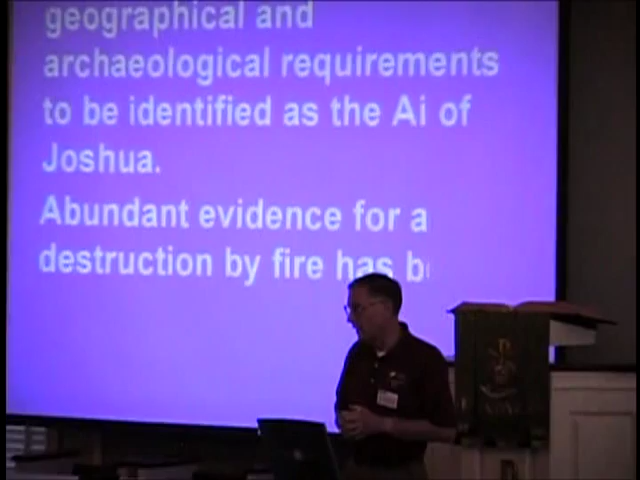 geographical and
archaeological requirements
to be identified as the Ai of
Joshua.
Abundant evidence for a
destruction by fire has b